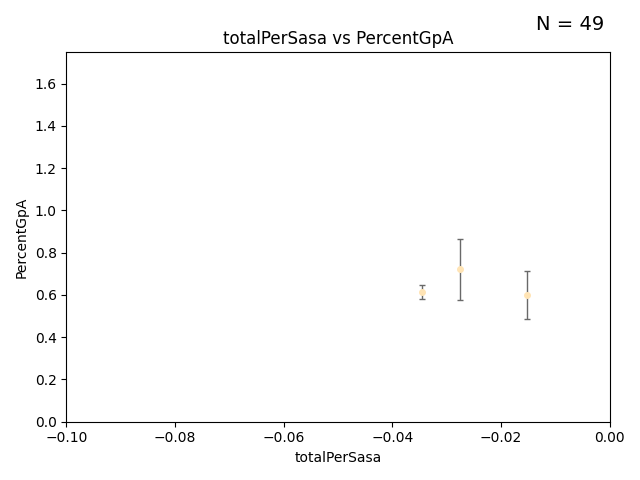 N = 49
totalPerSasa vs PercentGpA
PercentGpA
1.6
1.4
1.2
1.0
0.8
0.6
0.4
0.2
0.0
−0.10 −0.08 −0.06 −0.04 −0.02 0.00
totalPerSasa